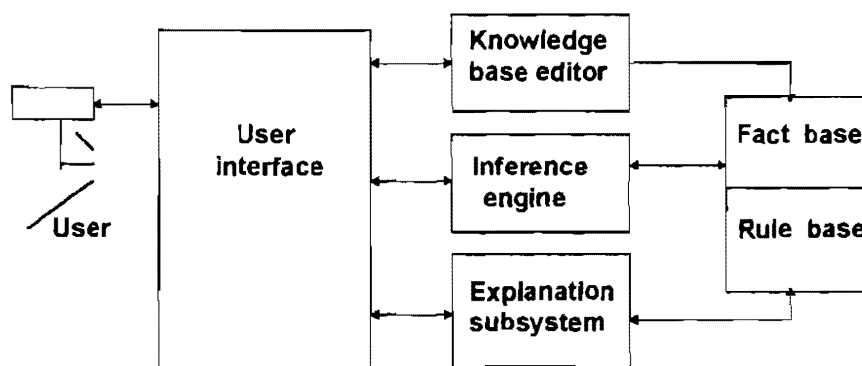 Knowledge
base editor
User
interface
Fact base
Inference
engine
User
Rule base
Explanation
subsystem